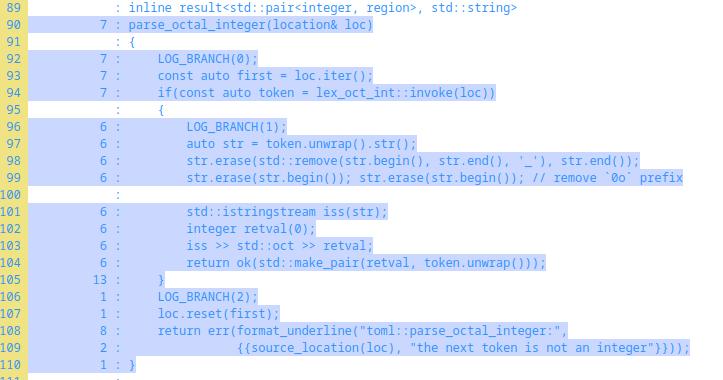 89 : inline result<std::pair<integer, region>, std::string>
90 7 : parse_octal_integer(location& loc)
91 : {
92 7 : LOG_BRANCH(0);
93 7 : const auto first = loc.iter();
94 7 : if(const auto token = lex_oct_int::invoke(loc))
95 : {
96 6 : LOG_BRANCH(1);
97 6 : auto str = token.unwrap().str();
98 6 : str.erase(std::remove(str.begin(), str.end(), '_'), str.end());
99 6 : str.erase(str.begin()); str.erase(str.begin()); // remove `0o` prefix
100 :
101 6 : std::istringstream iss(str);
102 6 : integer retval(0);
103 6 : iss >> std::oct >> retval;
104 6 : return ok(std::make_pair(retval, token.unwrap()));
105 13 : }
106 1 : LOG_BRANCH(2);
107 1 : loc.reset(first);
108 8 : return err(format_underline("toml::parse_octal_integer:",
109 2 : {{source_location(loc), "the next token is not an integer"}}));
110 1 : }
111 :